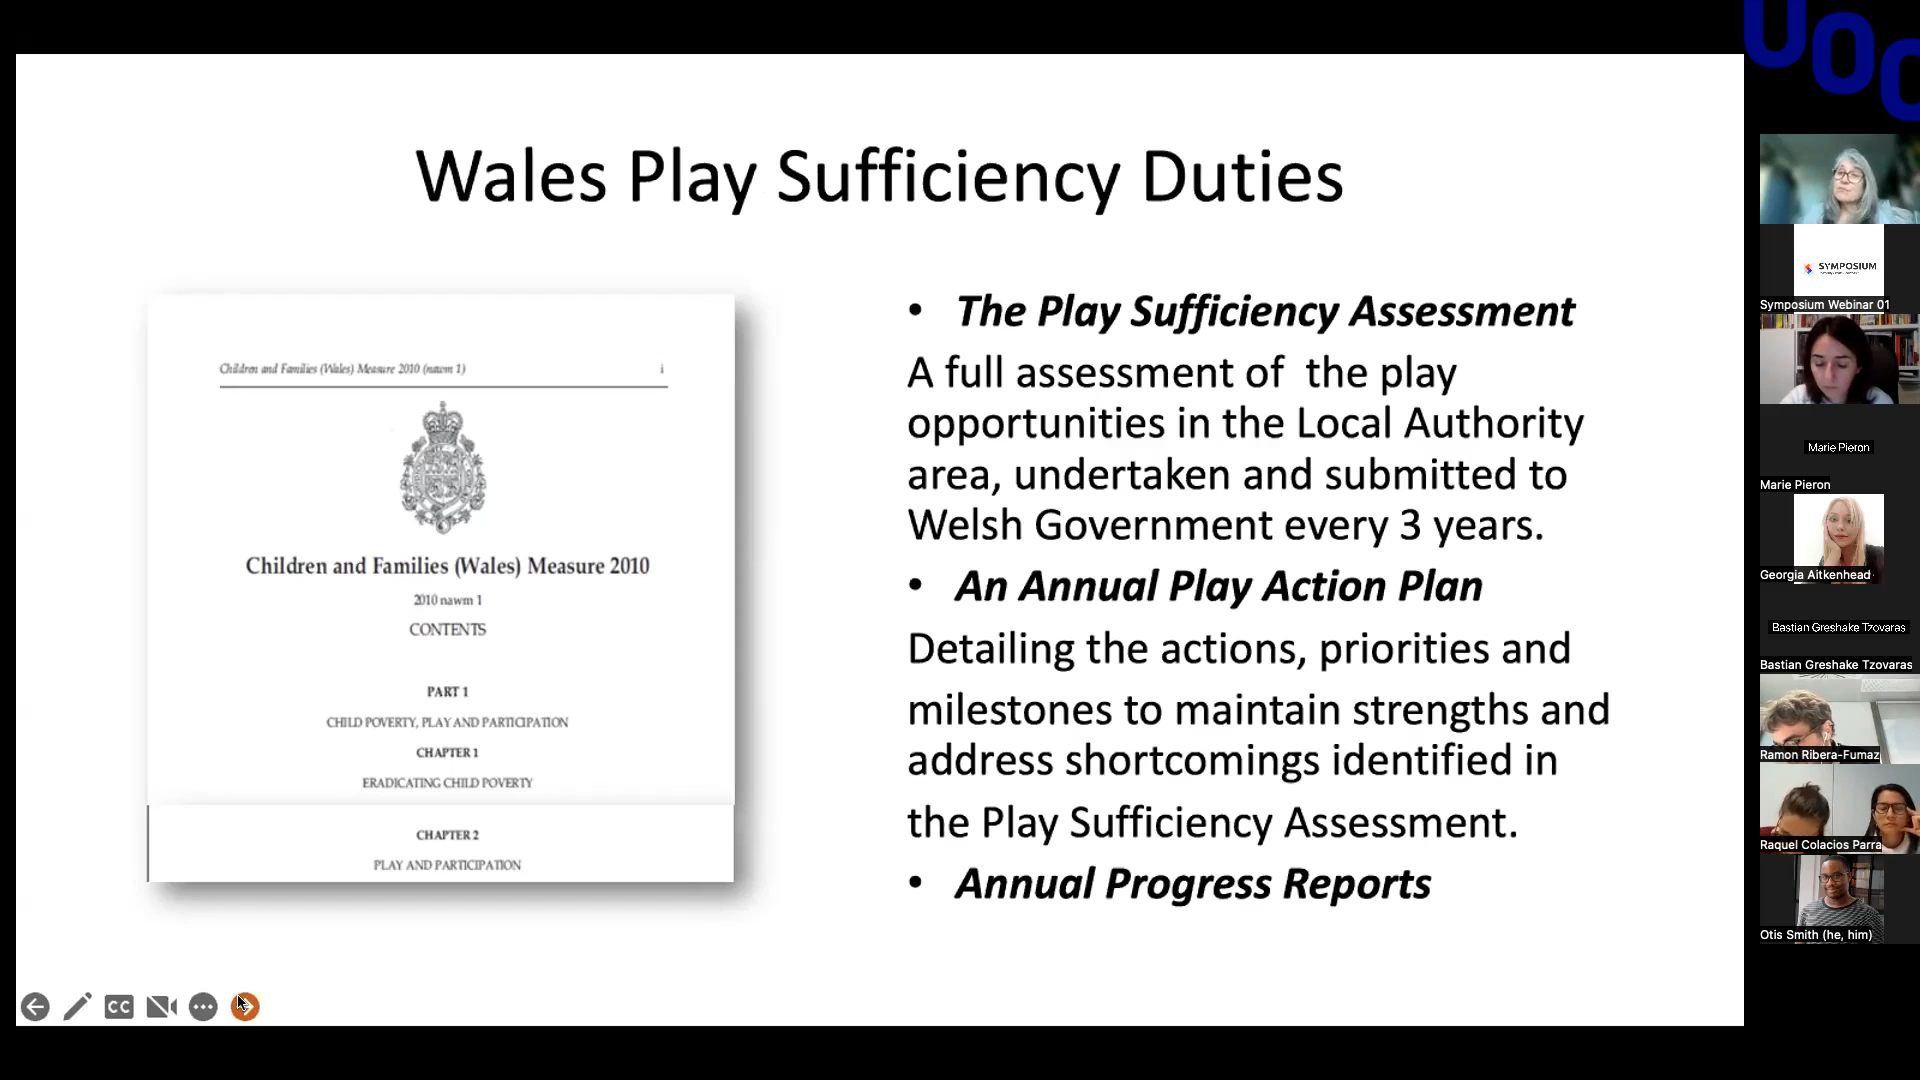 UOC
Wales Play Sufficiency Duties
Children and Families (Wales) Measure 2010 (nawm 1) i
Children and Families (Wales) Measure 2010
2010 nawm 1
CONTENTS
PART 1
CHILD POVERTY, PLAY AND PARTICIPATION
CHAPTER 1
ERADICATING CHILD POVERTY
CHAPTER 2
PLAY AND PARTICIPATION
• The Play Sufficiency Assessment
A full assessment of the play
opportunities in the Local Authority
area, undertaken and submitted to
Welsh Government every 3 years.
• An Annual Play Action Plan
Detailing the actions, priorities and
milestones to maintain strengths and
address shortcomings identified in
the Play Sufficiency Assessment.
• Annual Progress Reports
CC
SYMPOSIUM
Symposium Webinar 01
Marie Pieron
Marie Pieron
Georgia Aitkenhead
Bastian Greshake Tzovaras
Bastian Greshake Tzovaras
Ramon Ribera-Fumaz
Raquel Colacios Parra
Otis Smith (he, him)